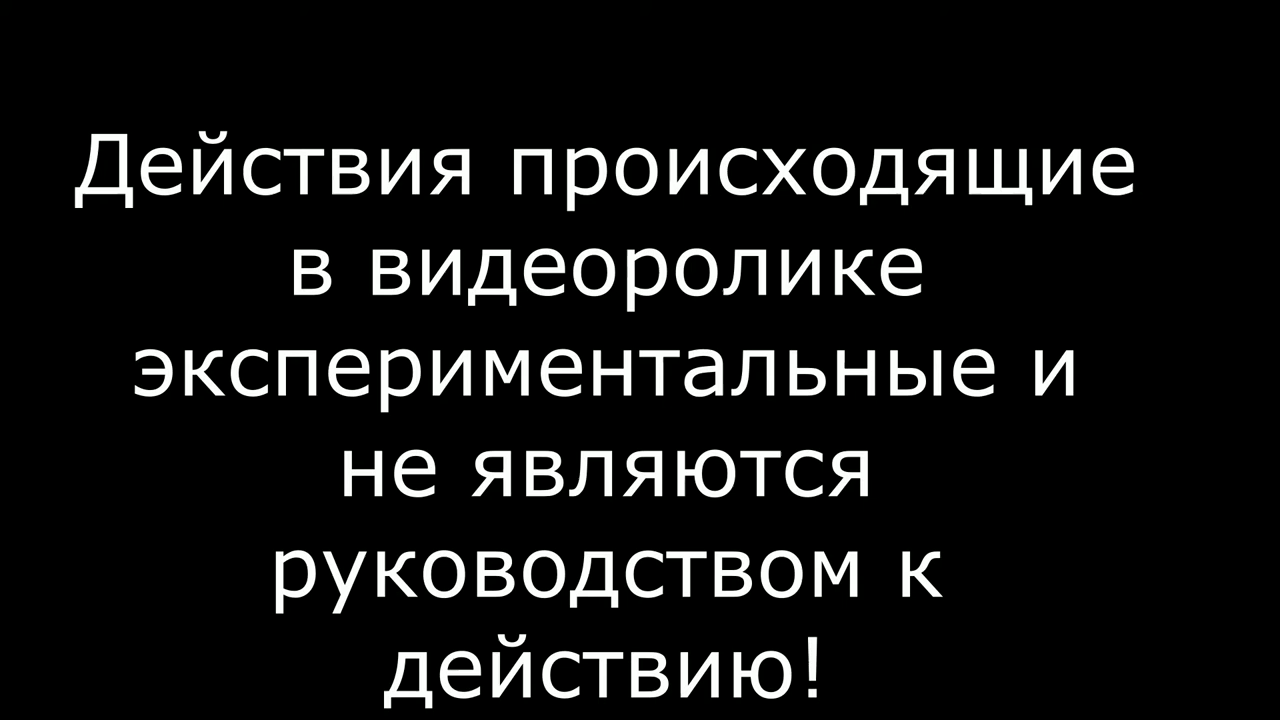 Действия происходящие
в видеоролике
экспериментальные и
не являются
руководством к
действию!